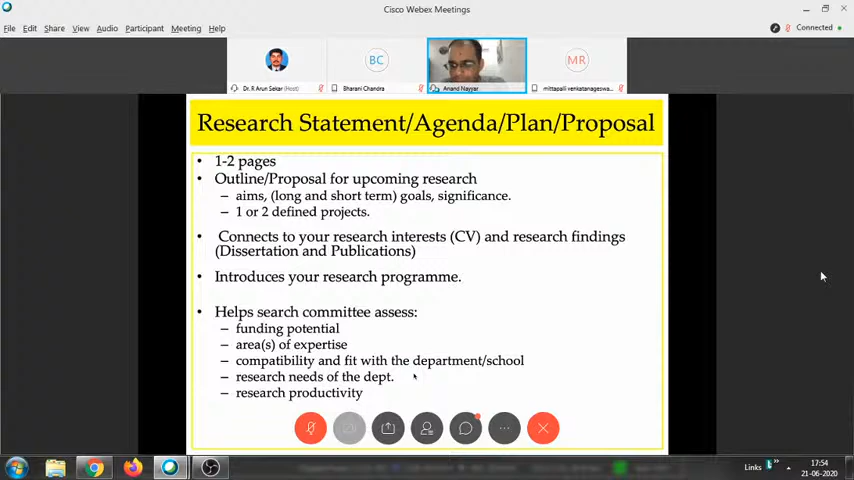 Cisco Webex Meetings
File Edit Share View Audio Participant Meeting Help
Connected
BC
MR
Dr. R Arun Sekar (Host)
Bharani Chandra
Anand Nayyar
mittapalli venkatanageswa...
Research Statement/Agenda/Plan/Proposal
• 1-2 pages
• Outline/Proposal for upcoming research
– aims, (long and short term) goals, significance.
– 1 or 2 defined projects.
• Connects to your research interests (CV) and research findings
(Dissertation and Publications)
• Introduces your research programme.
• Helps search committee assess:
– funding potential
– area(s) of expertise
– compatibility and fit with the department/school
– research needs of the dept.
– research productivity
Links
17:54
21-06-2020